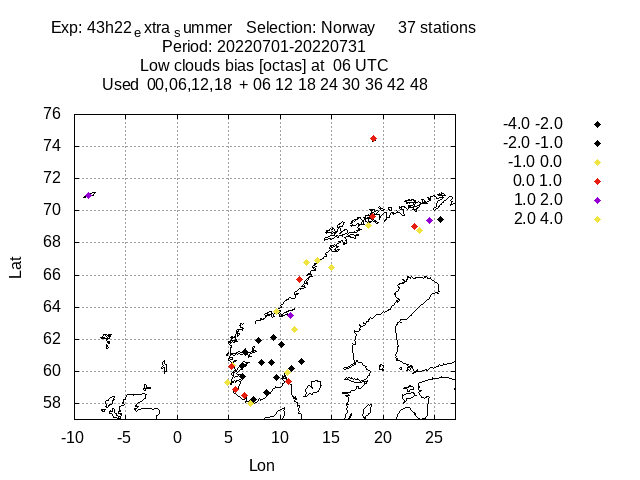 Exp: 43h22extrasummer   Selection: Norway     37 stations
Period: 20220701-20220731
Low clouds bias [octas] at  06 UTC
Used  00,06,12,18  + 06 12 18 24 30 36 42 48
-4.0 -2.0
-2.0 -1.0
-1.0 0.0
0.0 1.0
1.0 2.0
2.0 4.0
76
74
72
70
68
66
64
62
60
58
Lat
-10 -5 0 5 10 15 20 25
Lon